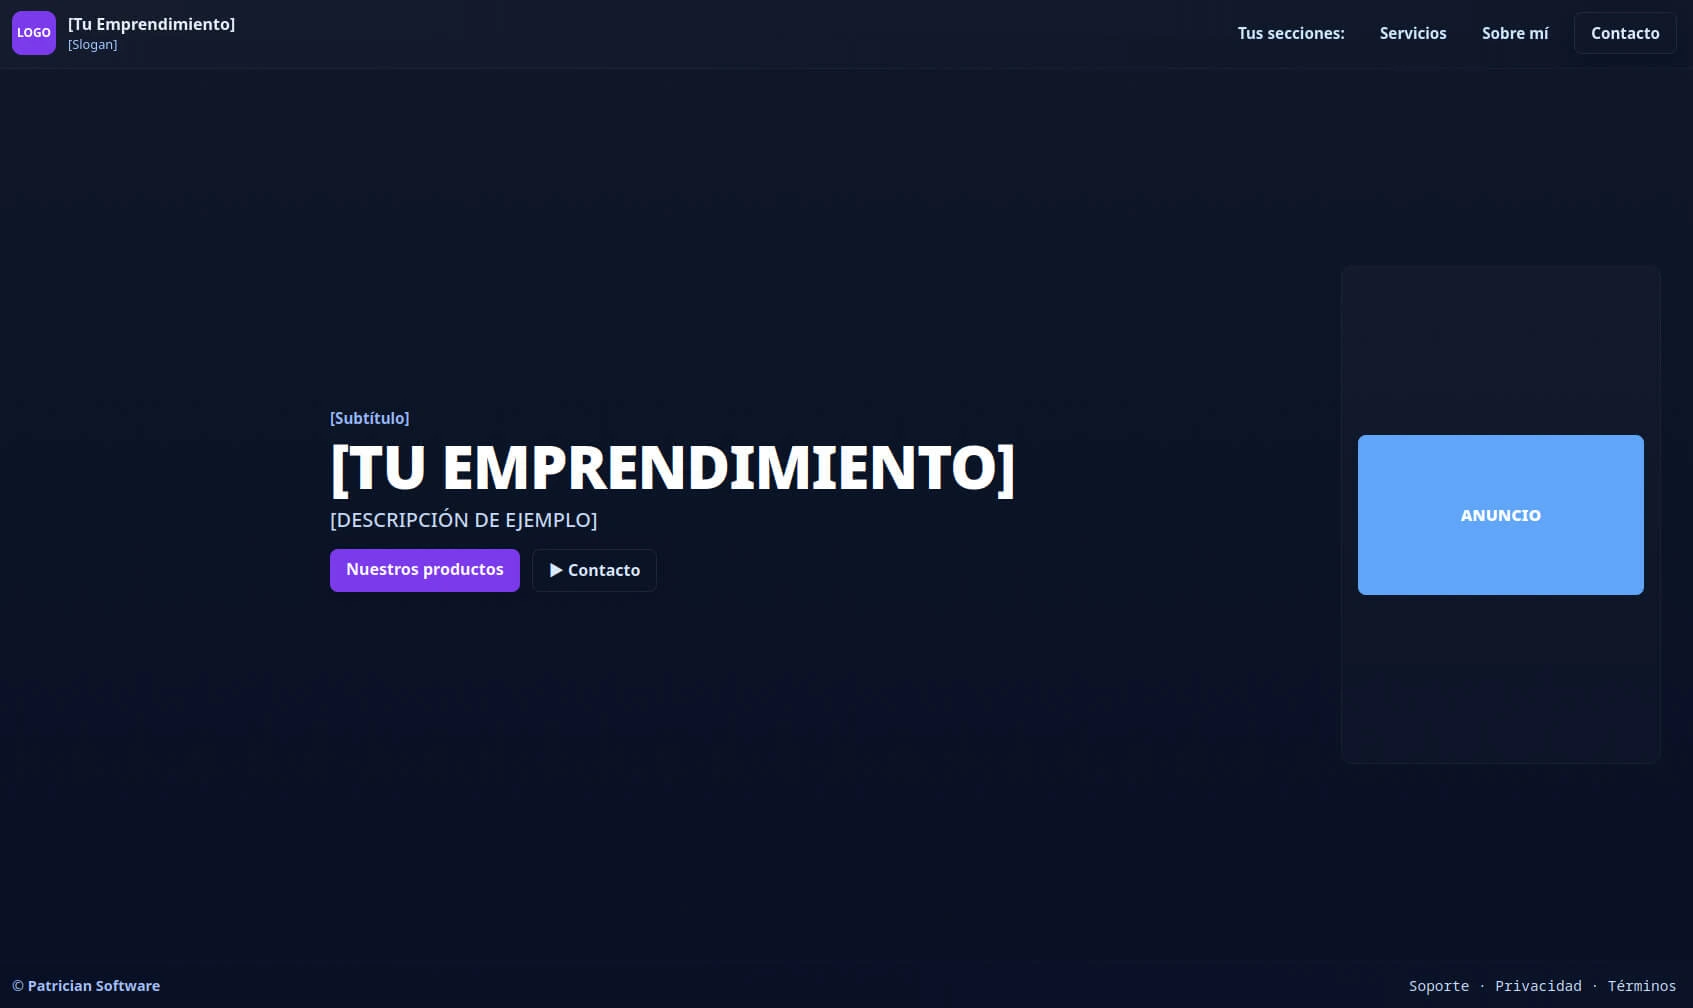 LOGO
[Tu Emprendimiento]
[Slogan]
Tus secciones: Servicios Sobre mí Contacto
[Subtítulo]
[TU EMPRENDIMIENTO]
[DESCRIPCIÓN DE EJEMPLO]
Nuestros productos ▶ Contacto
ANUNCIO
© Patrician Software
Soporte · Privacidad · Términos